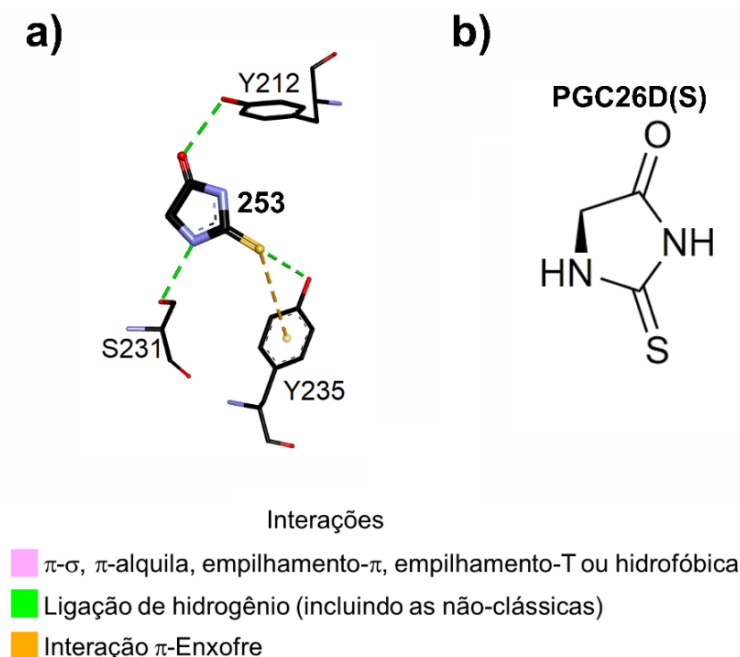 a)
Y212
253
S231
Y235
b)
PGC26D(S)
O
NH
HN
S
Interações
π-σ, π-alquila, empilhamento-π, empilhamento-T ou hidrofóbica
Ligação de hidrogênio (incluindo as não-clássicas)
Interação π-Enxofre